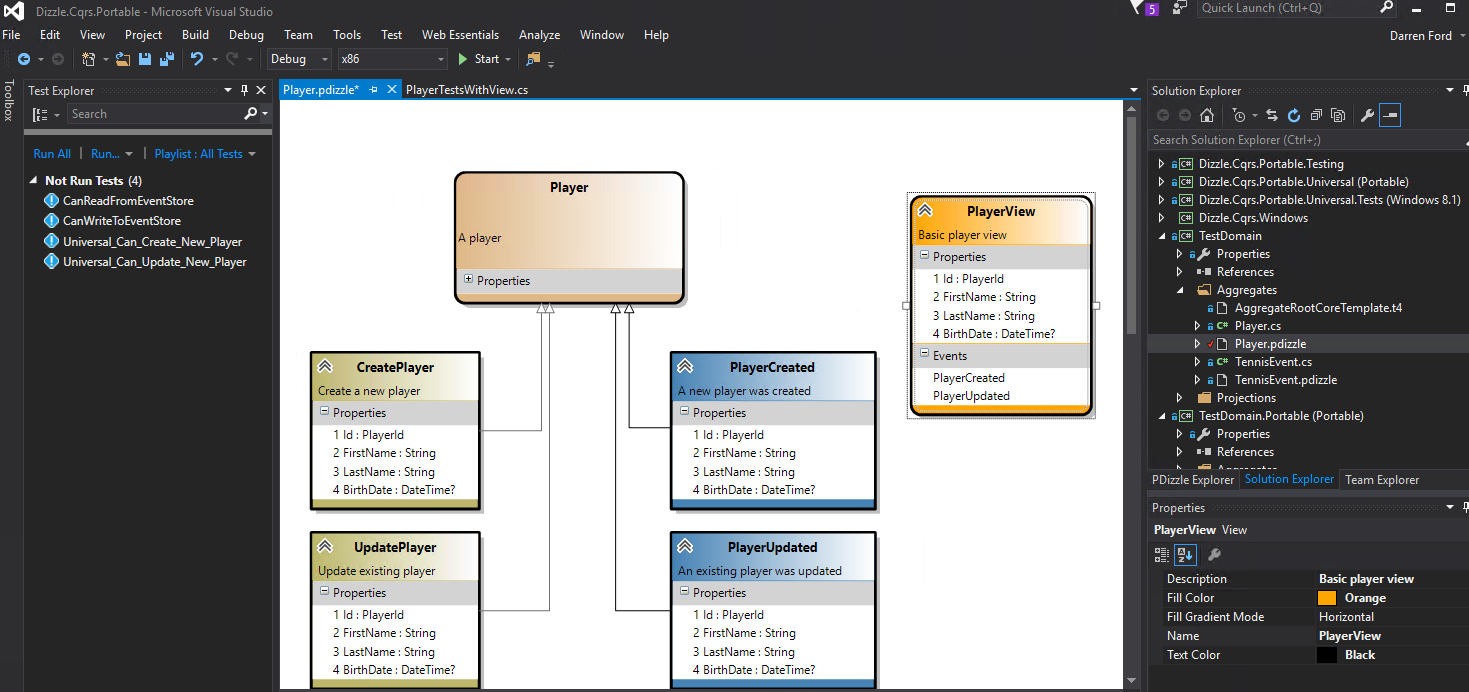 Dizzle.Cqrs.Portable - Microsoft Visual Studio
5
Quick Launch (Ctrl+Q)
File Edit View Project Build Debug Team Tools Test Web Essentials Analyze Window Help
Darren Ford
Debug x86 Start
Toolbox
Test Explorer
Search
Run All Run... Playlist : All Tests
Not Run Tests (4)
CanReadFromEventStore
CanWriteToEventStore
Universal_Can_Create_New_Player
Universal_Can_Update_New_Player
Player.pdizzle* PlayerTestsWithView.cs
Player
A player
Properties
PlayerView
Basic player view
Properties
1 Id : PlayerId
2 FirstName : String
3 LastName : String
4 BirthDate : DateTime?
Events
PlayerCreated
PlayerUpdated
CreatePlayer
Create a new player
Properties
1 Id : PlayerId
2 FirstName : String
3 LastName : String
4 BirthDate : DateTime?
PlayerCreated
A new player was created
Properties
1 Id : PlayerId
2 FirstName : String
3 LastName : String
4 BirthDate : DateTime?
UpdatePlayer
Update existing player
Properties
1 Id : PlayerId
2 FirstName : String
3 LastName : String
4 BirthDate : DateTime?
PlayerUpdated
An existing player was updated
Properties
1 Id : PlayerId
2 FirstName : String
3 LastName : String
4 BirthDate : DateTime?
Solution Explorer
Search Solution Explorer (Ctrl+;)
C# Dizzle.Cqrs.Portable.Testing
C# Dizzle.Cqrs.Portable.Universal (Portable)
C# Dizzle.Cqrs.Portable.Universal.Tests (Windows 8.1)
C# Dizzle.Cqrs.Windows
C# TestDomain
Properties
References
Aggregates
AggregateRootCoreTemplate.t4
C# Player.cs
Player.pdizzle
C# TennisEvent.cs
TennisEvent.pdizzle
Projections
C# TestDomain.Portable (Portable)
Properties
References
Aggregates
PDizzle Explorer Solution Explorer Team Explorer
Properties
PlayerView View
Description Basic player view
Fill Color Orange
Fill Gradient Mode Horizontal
Name PlayerView
Text Color Black